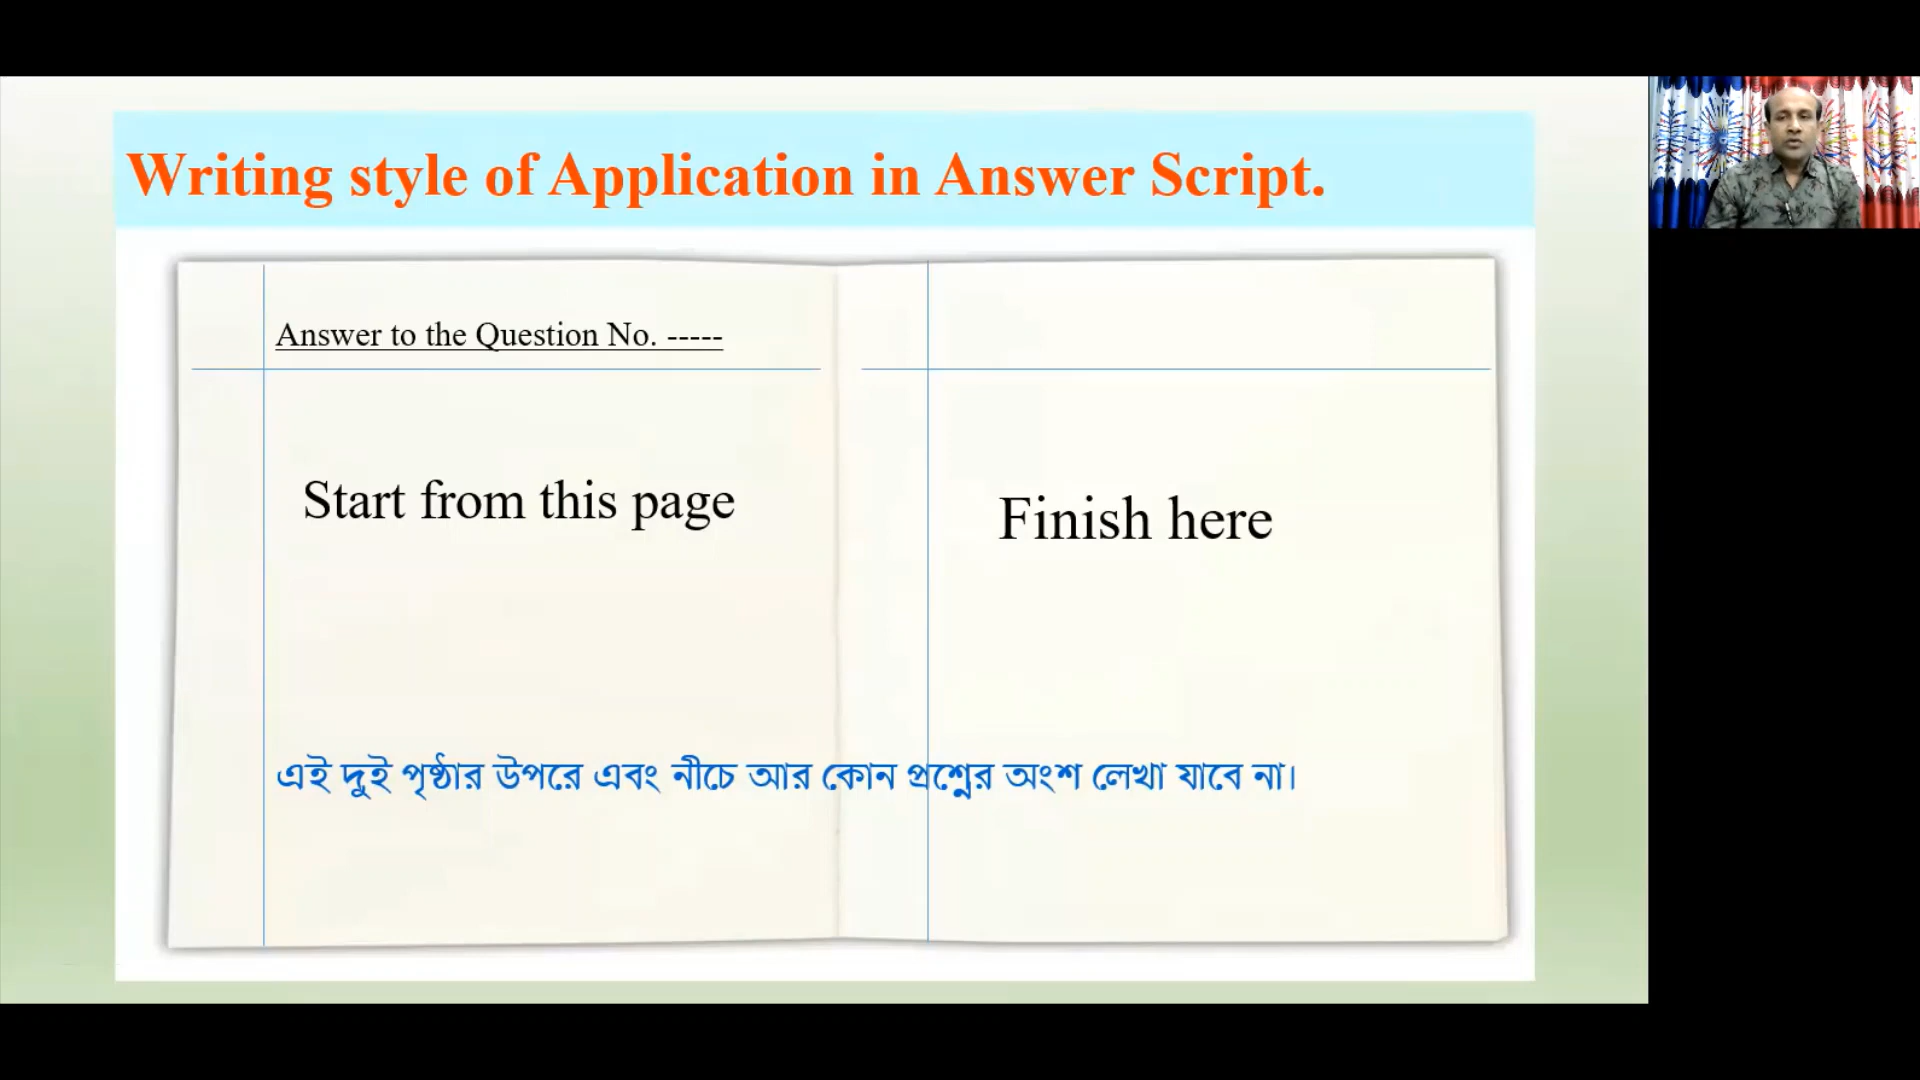 Writing style of Application in Answer Script.
Answer to the Question No. -----
Start from this page
Finish here
এই দুই পৃষ্ঠার উপরে এবং নীচে আর কোন প্রশ্নের অংশ লেখা যাবে না।